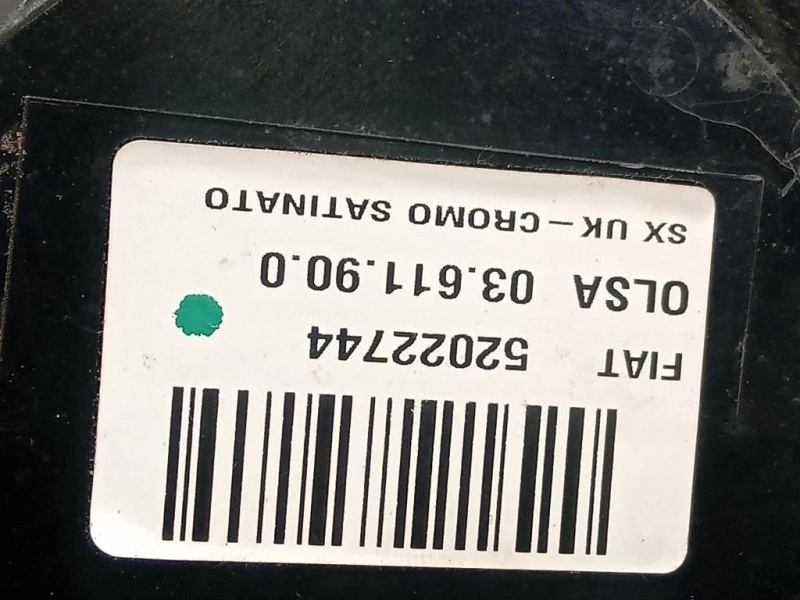 FIAT 52022744
OLSA 03.611.90.0
SX UK - CROMO SATINATO